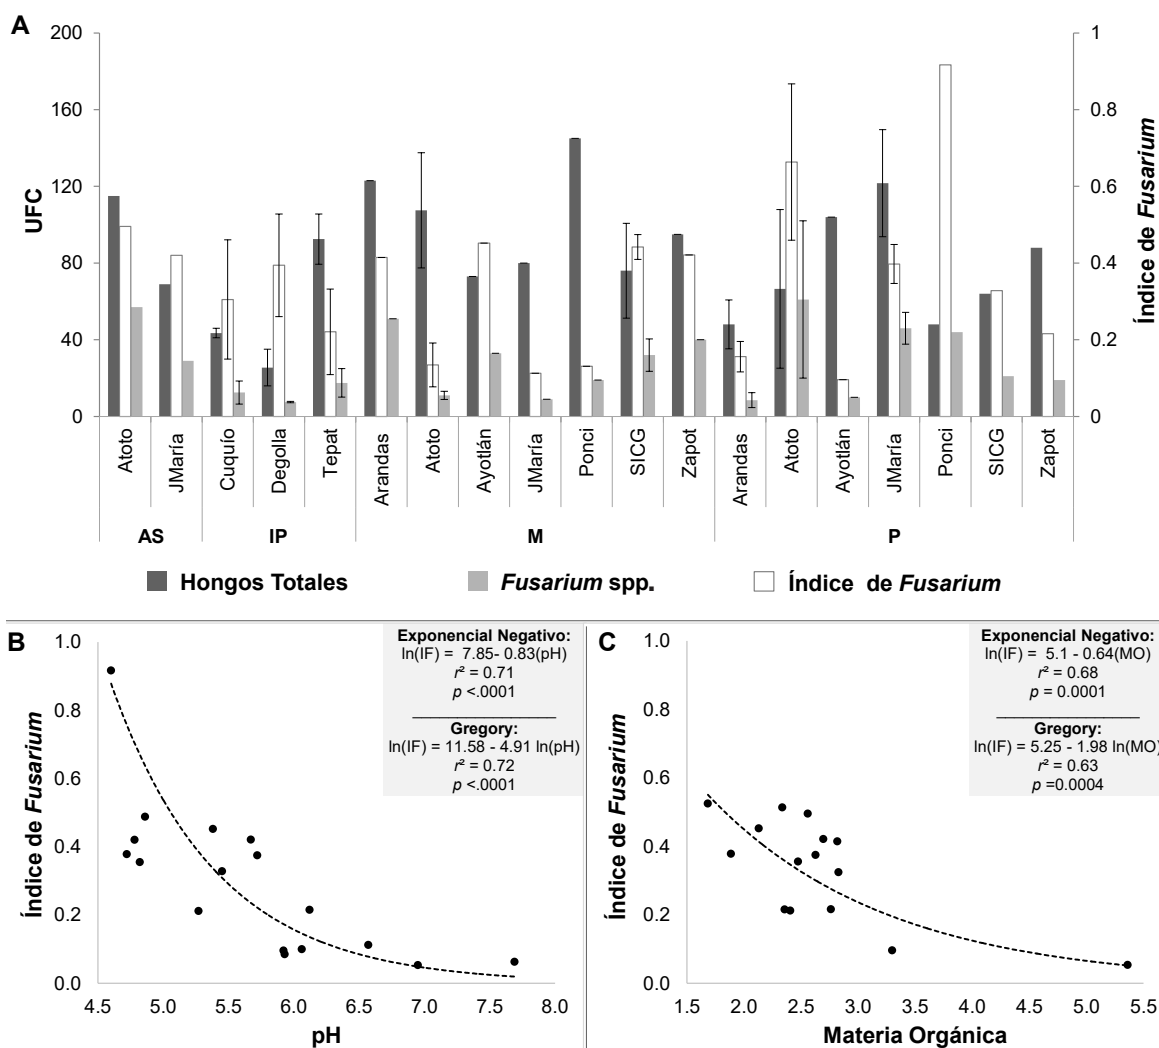 A
200
160
120
80
40
0
UFC
1
0.8
0.6
0.4
0.2
0
Índice de Fusarium
Atoto
JMaría
Cuquío
Degolla
Tepat
Arandas
Atoto
Ayotlán
JMaría
Ponci
SICG
Zapot
Arandas
Atoto
Ayotlán
JMaría
Ponci
SICG
Zapot
AS IP M P
Hongos Totales Fusarium spp. Índice de Fusarium
B
Exponencial Negativo:
ln(IF) = 7.85- 0.83(pH)
r² = 0.71
p <.0001
Gregory:
ln(IF) = 11.58 - 4.91 ln(pH)
r² = 0.72
p <.0001
Índice de Fusarium
1.0
0.8
0.6
0.4
0.2
0.0
4.5 5.0 5.5 6.0 6.5 7.0 7.5 8.0
pH
C
Exponencial Negativo:
ln(IF) = 5.1 - 0.64(MO)
r² = 0.68
p = 0.0001
Gregory:
ln(IF) = 5.25 - 1.98 ln(MO)
r² = 0.63
p =0.0004
Índice de Fusarium
1.0
0.8
0.6
0.4
0.2
0.0
1.5 2.0 2.5 3.0 3.5 4.0 4.5 5.0 5.5
Materia Orgánica